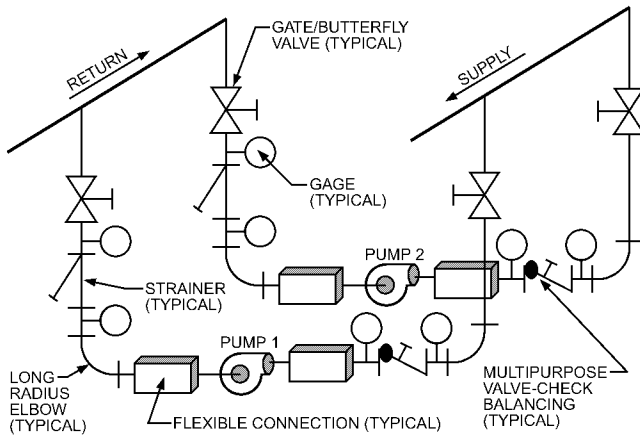 GATE/BUTTERFLY
VALVE (TYPICAL)
RETURN
SUPPLY
GAGE
(TYPICAL)
PUMP 2
STRAINER
(TYPICAL)
PUMP 1
LONG
RADIUS
ELBOW
(TYPICAL)
FLEXIBLE CONNECTION (TYPICAL)
MULTIPURPOSE
VALVE-CHECK
BALANCING
(TYPICAL)